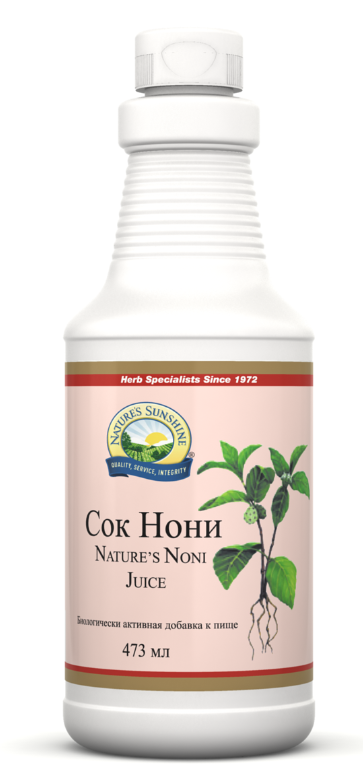 Herb Specialists Since 1972
NATURE'S SUNSHINE
®
QUALITY, SERVICE, INTEGRITY
Сок Нони
NATURE'S NONI
JUICE
Биологически активная добавка к пище
473 мл